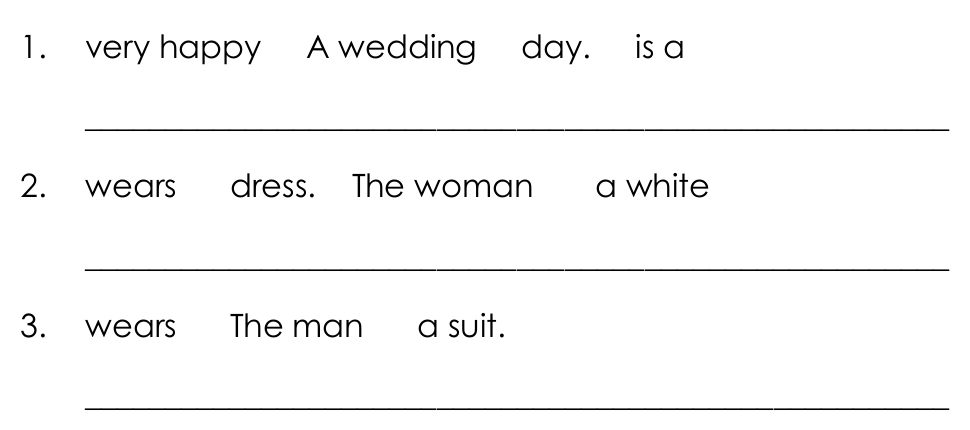 1. very happy A wedding day. is a
2. wears dress. The woman a white
3. wears The man a suit.